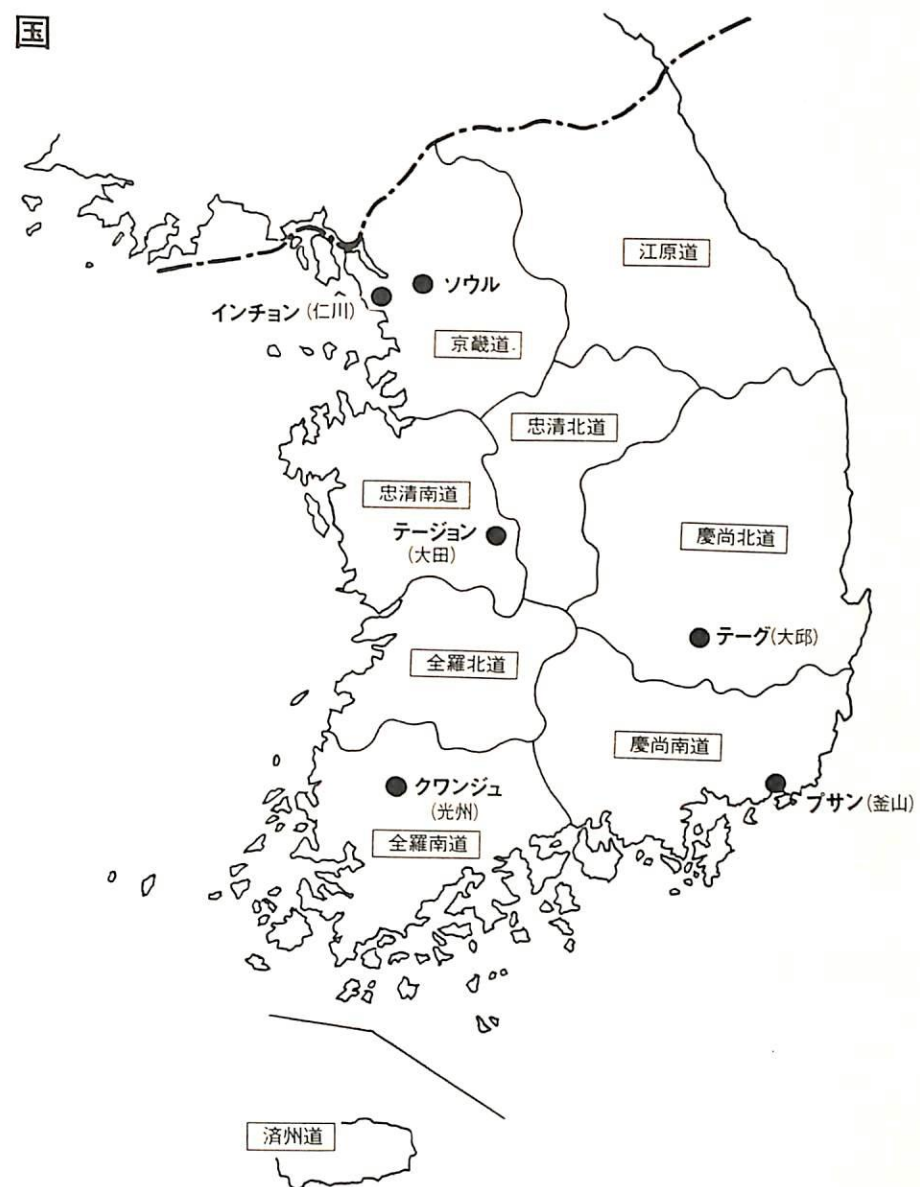 国
江原道
ソウル
インチョン(仁川)
京畿道
忠清北道
忠清南道
テージョン
(大田)
慶尚北道
テーグ(大邱)
全羅北道
慶尚南道
クワンジュ
(光州)
プサン(釜山)
全羅南道
済州道